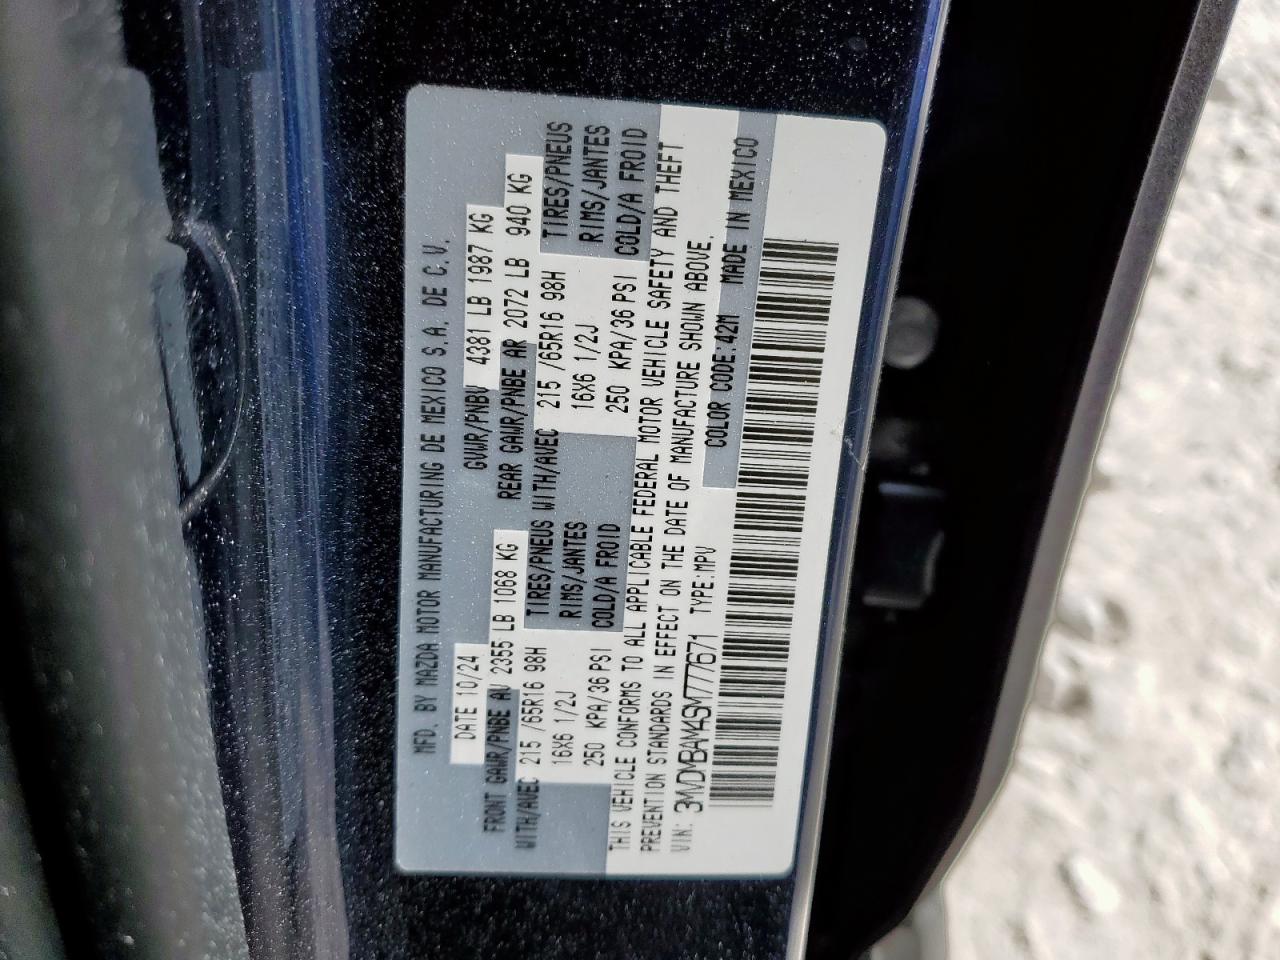 MFD. BY MAZDA MOTOR MANUFACTURING DE MEXICO S.A. DE C.V.
DATE 10/24 GVWR/PNBV 4381 LB 1987 KG
FRONT GAWR/PNBE AV 2355 LB 1068 KG REAR GAWR/PNBE AR 2072 LB 940 KG
WITH/AVEC 215 /65R16 98H TIRES/PNEUS WITH/AVEC 215 /65R16 98H TIRES/PNEUS
16X6 1/2J RIMS/JANTES 16X6 1/2J RIMS/JANTES
250 KPA/36 PSI COLD/A FROID 250 KPA/36 PSI COLD/A FROID
THIS VEHICLE CONFORMS TO ALL APPLICABLE FEDERAL MOTOR VEHICLE SAFETY AND THEFT
PREVENTION STANDARDS IN EFFECT ON THE DATE OF MANUFACTURE SHOWN ABOVE.
VIN: 3MVDMBAM4SM777671 TYPE:MPV COLOR CODE:42M MADE IN MEXICO